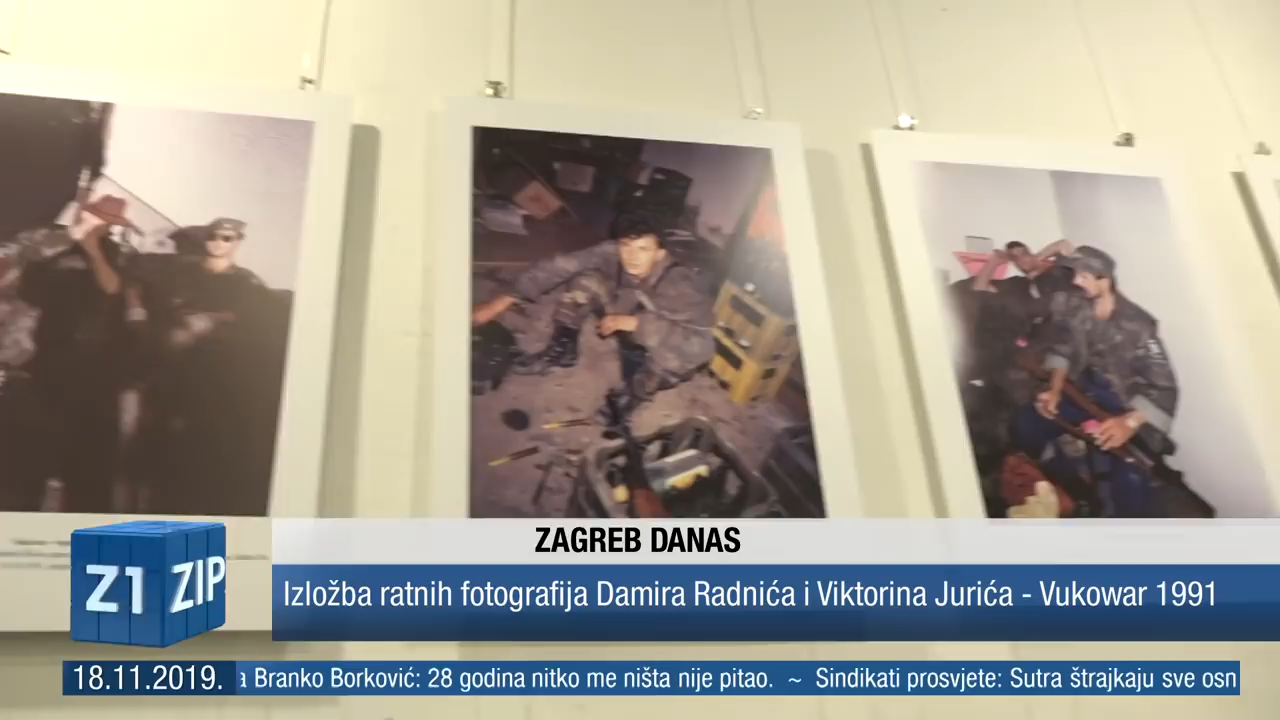 ZAGREB DANAS
Z1 ZIP
Izložba ratnih fotografija Damira Radnića i Viktorina Jurića - Vukowar 1991
18.11.2019. a Branko Borković: 28 godina nitko me ništa nije pitao. ~ Sindikati prosvjete: Sutra štrajkaju sve osn